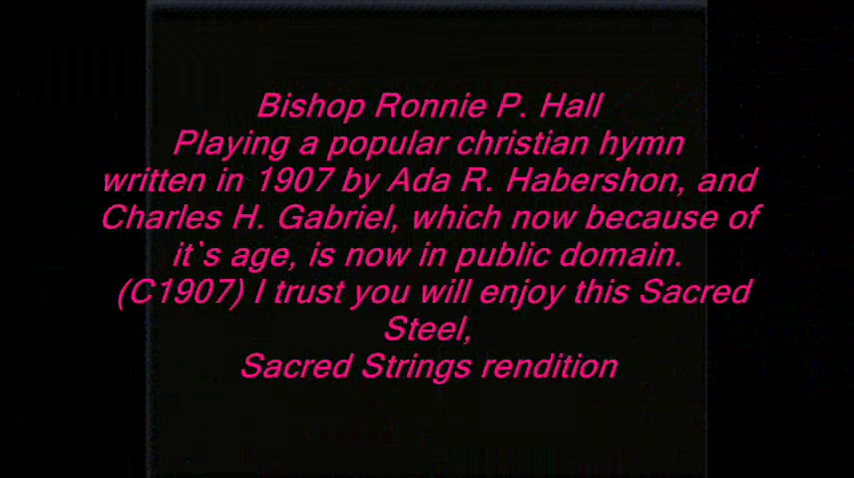 Bishop Ronnie P. Hall
Playing a popular christian hymn
written in 1907 by Ada R. Habershon, and
Charles H. Gabriel, which now because of
it`s age, is now in public domain.
(C1907) I trust you will enjoy this Sacred
Steel,
Sacred Strings rendition